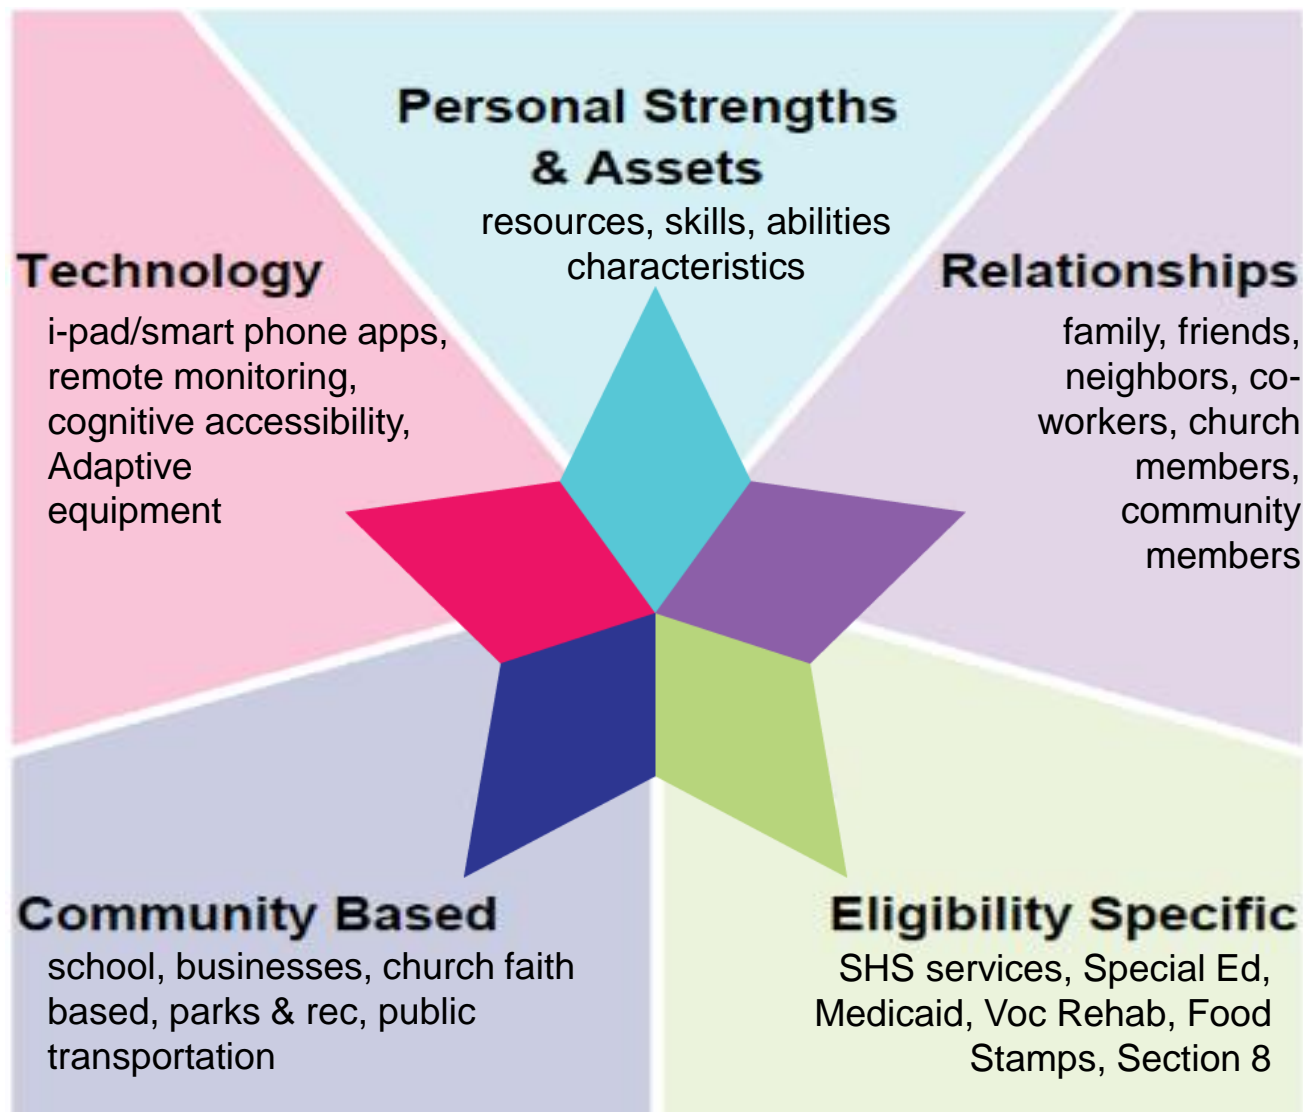 Personal Strengths
& Assets
resources, skills, abilities
characteristics
Technology
i-pad/smart phone apps,
remote monitoring,
cognitive accessibility,
Adaptive
equipment
Relationships
family, friends,
neighbors, co-
workers, church
members,
community
members
Community Based
school, businesses, church faith
based, parks & rec, public
transportation
Eligibility Specific
SHS services, Special Ed,
Medicaid, Voc Rehab, Food
Stamps, Section 8